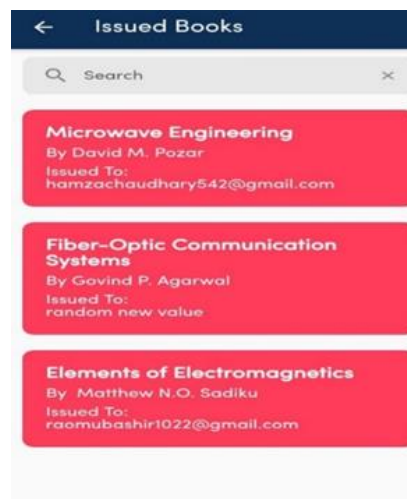 Issued Books
Search
Microwave Engineering
By David M. Pozar
Issued To:
hamzachaudhary542@gmail.com
Fiber-Optic Communication
Systems
By Govind P. Agarwal
Issued To:
random new value
Elements of Electromagnetics
By Matthew N.O. Sadiku
Issued To:
raomubashir1022@gmail.com